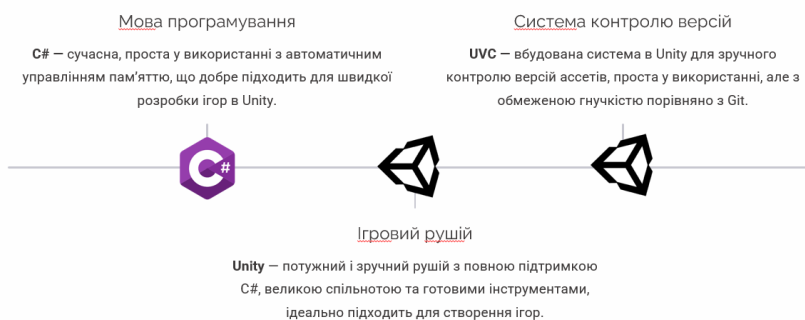 Мова програмування
C# — сучасна, проста у використанні з автоматичним
управлінням пам’яттю, що добре підходить для швидкої
розробки ігор в Unity.
Система контролю версій
UVC — вбудована система в Unity для зручного
контролю версій ассетів, проста у використанні, але з
обмеженою гнучкістю порівняно з Git.
C#
Ігровий рушій
Unity — потужний і зручний рушій з повною підтримкою
C#, великою спільнотою та готовими інструментами,
ідеально підходить для створення ігор.